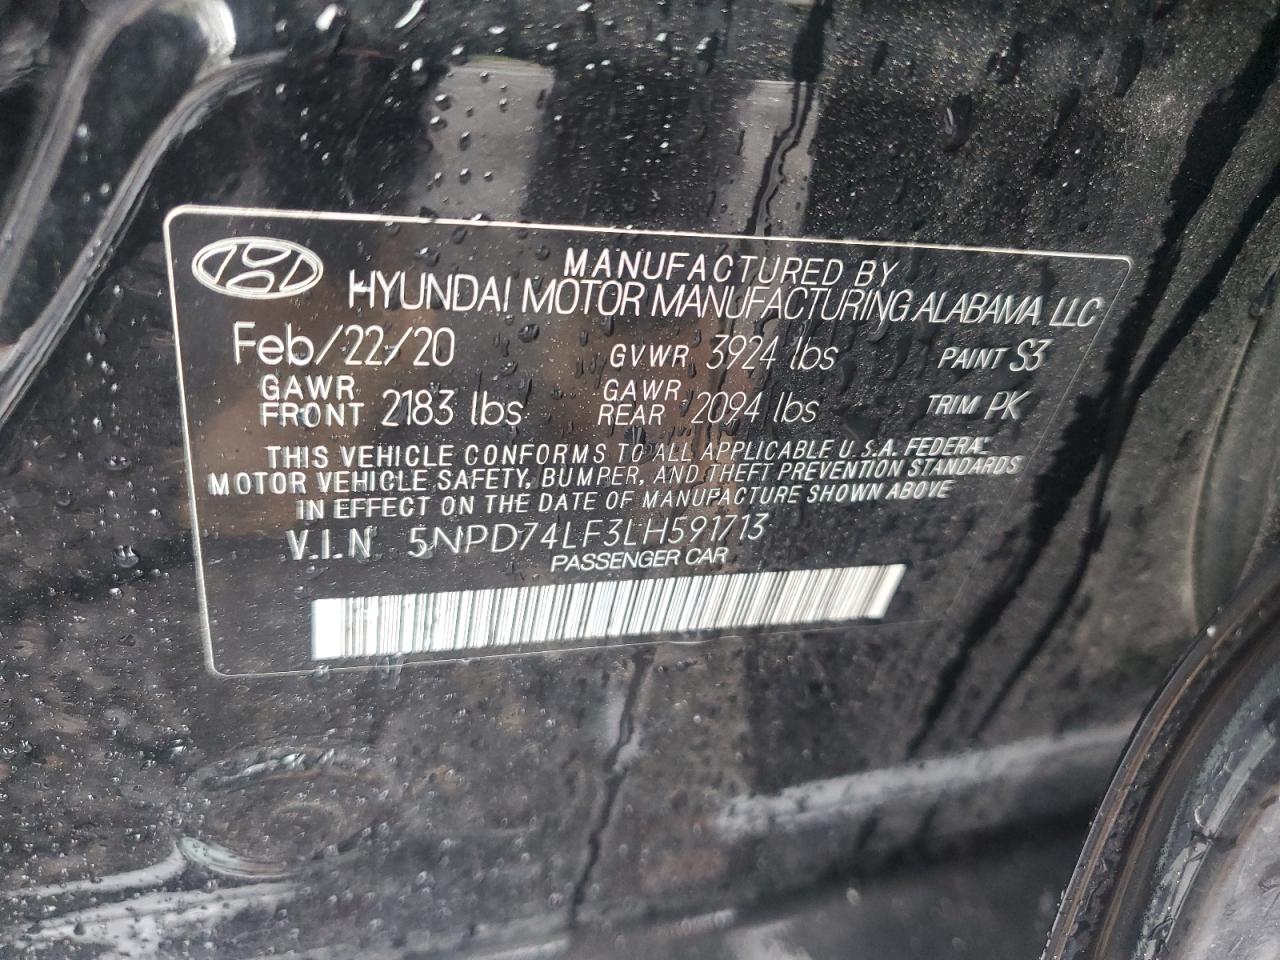 MANUFACTURED BY
HYUNDAI MOTOR MANUFACTURING ALABAMA, LLC
Feb/22/20 GVWR 3924 lbs PAINT S3
GAWR FRONT 2183 lbs GAWR REAR 2094 lbs TRIM PK
THIS VEHICLE CONFORMS TO ALL APPLICABLE U.S.A. FEDERAL
MOTOR VEHICLE SAFETY, BUMPER, AND THEFT PREVENTION STANDARDS
IN EFFECT ON THE DATE OF MANUFACTURE SHOWN ABOVE
V.I.N 5NPD74LF3LH591713
PASSENGER CAR